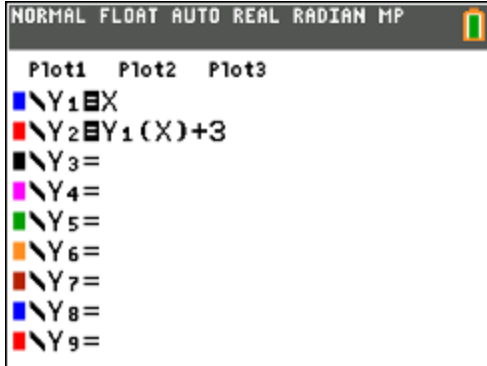 NORMAL FLOAT AUTO REAL RADIAN MP
Plot1 Plot2 Plot3
\Y₁=X
\Y₂=Y₁(X)+3
\Y₃=
\Y₄=
\Y₅=
\Y₆=
\Y₇=
\Y₈=
\Y₉=